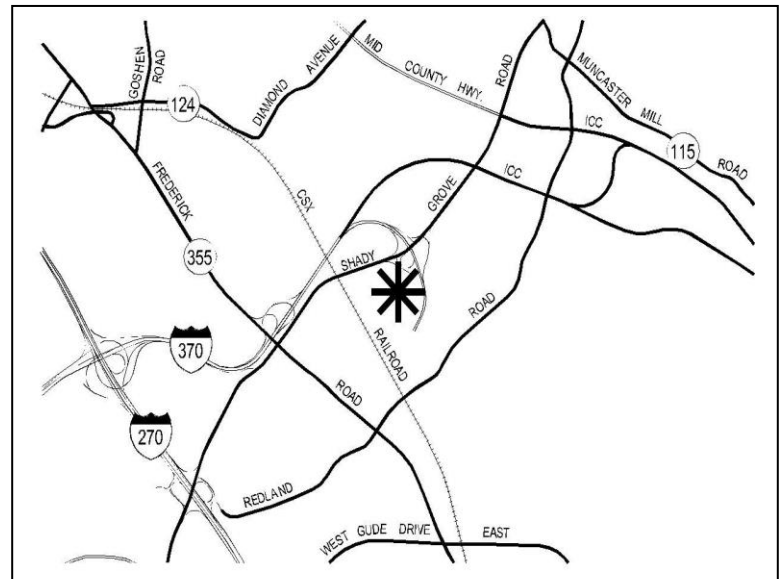 GOSHEN
ROAD
124
DIAMOND AVENUE
MID COUNTY HWY.
ROAD
MUNCASTER MILL ROAD
ICC
115
ICC
FREDERICK
355
ROAD
CSX
RAILROAD
SHADY
GROVE
370
270
REDLAND
ROAD
WEST GUDE DRIVE EAST